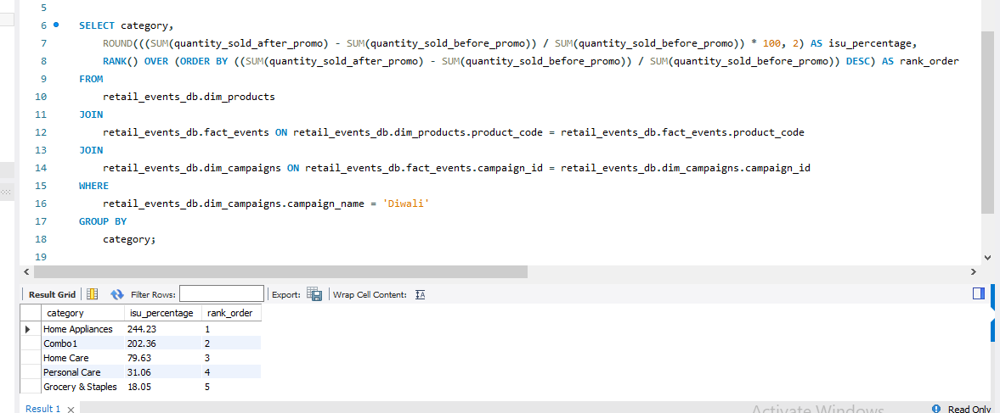 5
6 SELECT category,
7 ROUND(((SUM(quantity_sold_after_promo) - SUM(quantity_sold_before_promo)) / SUM(quantity_sold_before_promo)) * 100, 2) AS isu_percentage,
8 RANK() OVER (ORDER BY ((SUM(quantity_sold_after_promo) - SUM(quantity_sold_before_promo)) / SUM(quantity_sold_before_promo)) DESC) AS rank_order
9 FROM
10 retail_events_db.dim_products
11 JOIN
12 retail_events_db.fact_events ON retail_events_db.dim_products.product_code = retail_events_db.fact_events.product_code
13 JOIN
14 retail_events_db.dim_campaigns ON retail_events_db.fact_events.campaign_id = retail_events_db.dim_campaigns.campaign_id
15 WHERE
16 retail_events_db.dim_campaigns.campaign_name = 'Diwali'
17 GROUP BY
18 category;
19
Result Grid Filter Rows: Export: Wrap Cell Content: IA
category isu_percentage rank_order
Home Appliances 244.23 1
Combo1 202.36 2
Home Care 79.63 3
Personal Care 31.06 4
Grocery & Staples 18.05 5
Activate Windows
Result 1 × Read Only